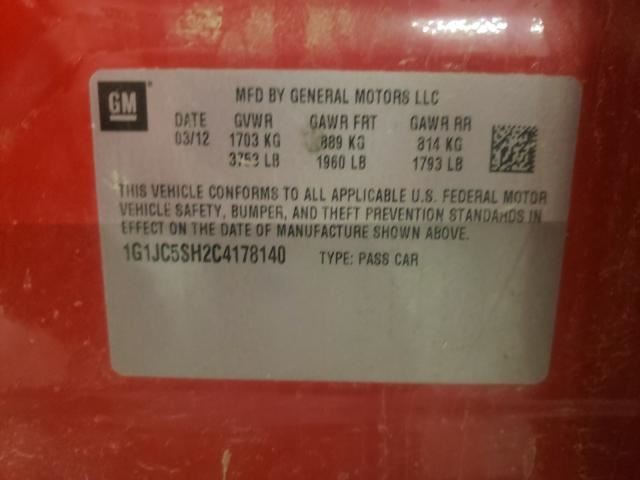 GM
MFD BY GENERAL MOTORS LLC
DATE GVWR GAWR FRT GAWR RR
03/12 1703 KG 889 KG 814 KG
3753 LB 1960 LB 1793 LB
THIS VEHICLE CONFORMS TO ALL APPLICABLE U.S. FEDERAL MOTOR
VEHICLE SAFETY, BUMPER, AND THEFT PREVENTION STANDARDS IN
EFFECT ON THE DATE OF MANUFACTURE SHOWN ABOVE.
1G1JC5SH2C4178140 TYPE: PASS CAR